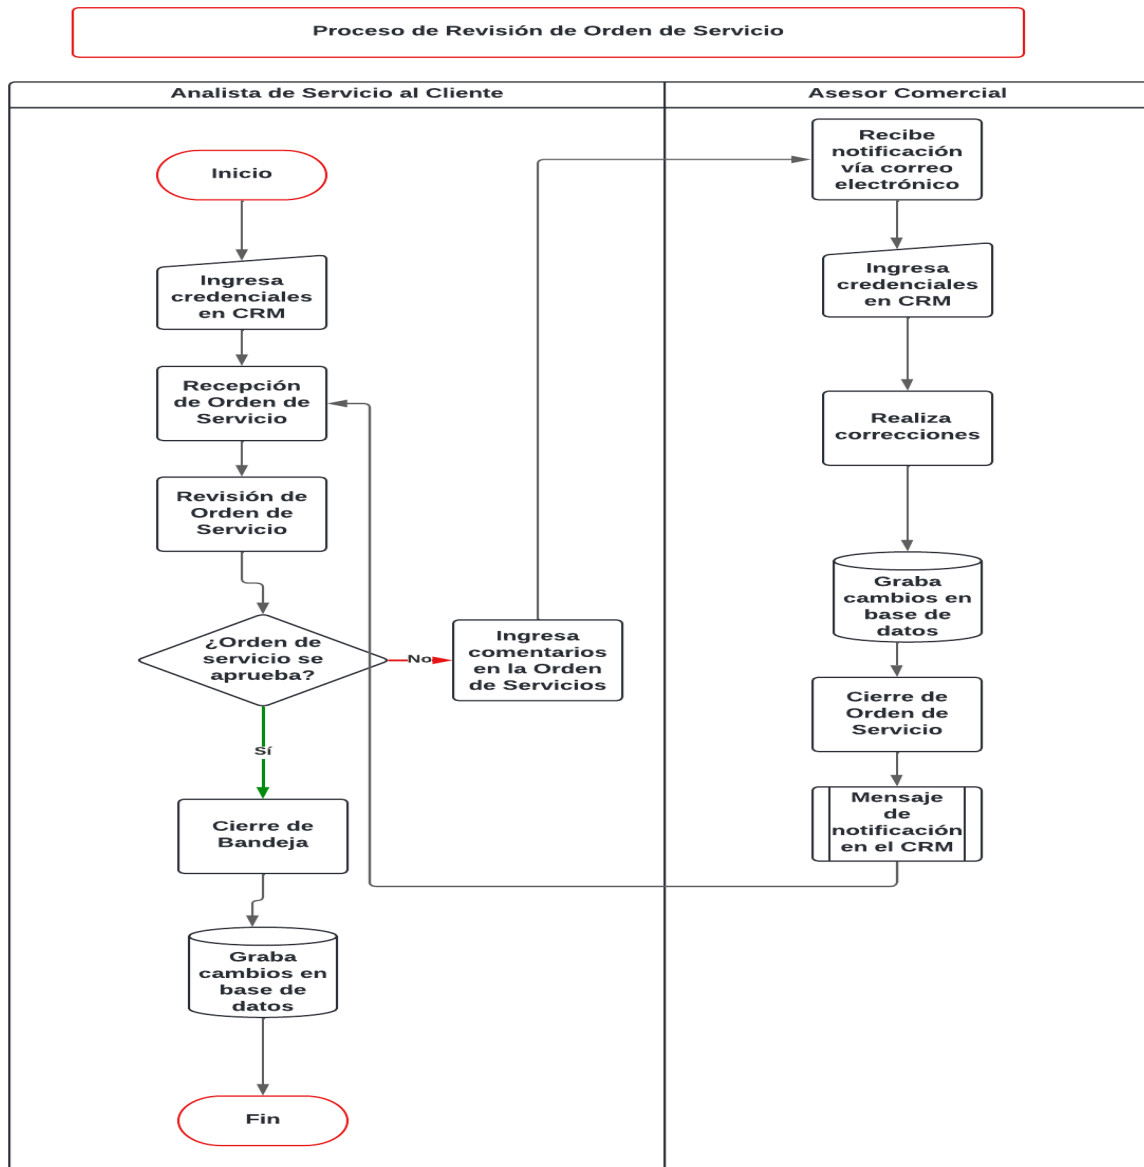 Proceso de Revisión de Orden de Servicio
Analista de Servicio al Cliente
Asesor Comercial
Inicio
Ingresa
credenciales
en CRM
Recepción
de Orden de
Servicio
Revisión de
Orden de
Servicio
¿Orden de
servicio se
aprueba?
No
Ingresa
comentarios
en la Orden
de Servicios
Sí
Cierre de
Bandeja
Graba
cambios en
base de
datos
Fin
Recibe
notificación
vía correo
electrónico
Ingresa
credenciales
en CRM
Realiza
correcciones
Graba
cambios en
base de
datos
Cierre de
Orden de
Servicio
Mensaje
de
notificación
en el CRM